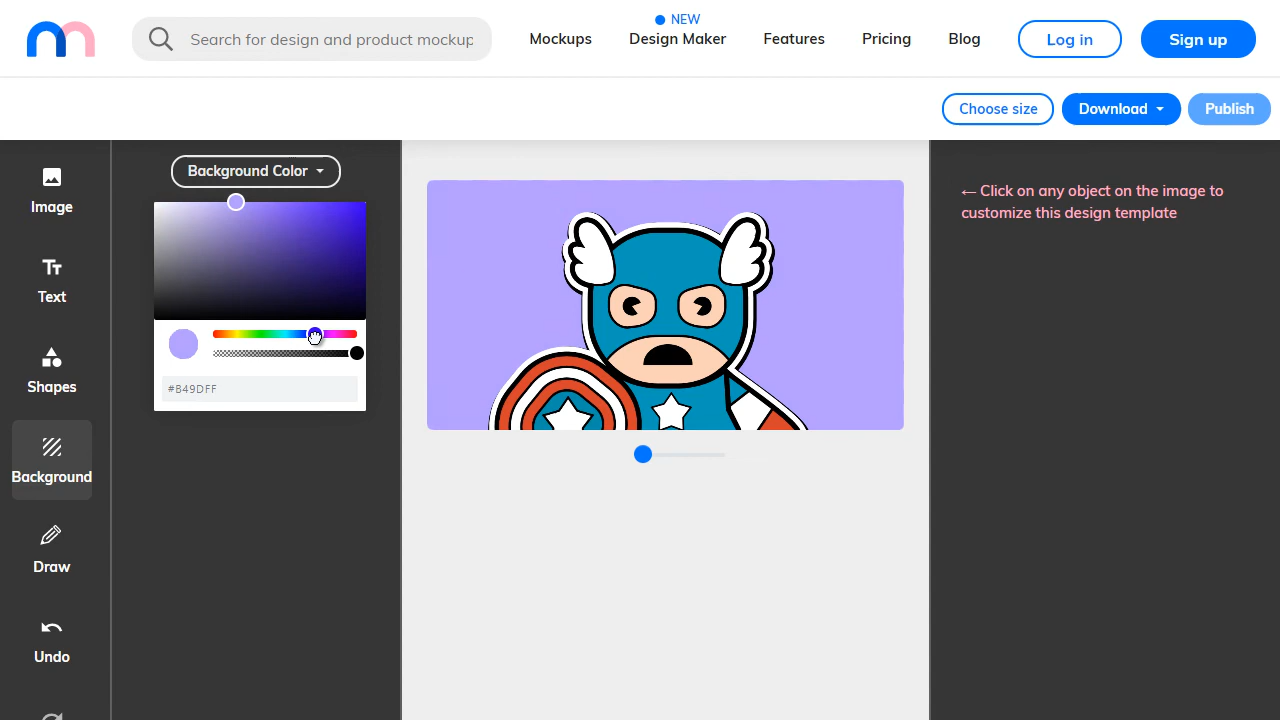 NEW
Search for design and product mockup
Mockups
Design Maker
Features
Pricing
Blog
Log in
Sign up
Choose size
Download
Publish
Image
Text
Shapes
Background
Draw
Undo
Background Color
#B49DFF
← Click on any object on the image to
customize this design template